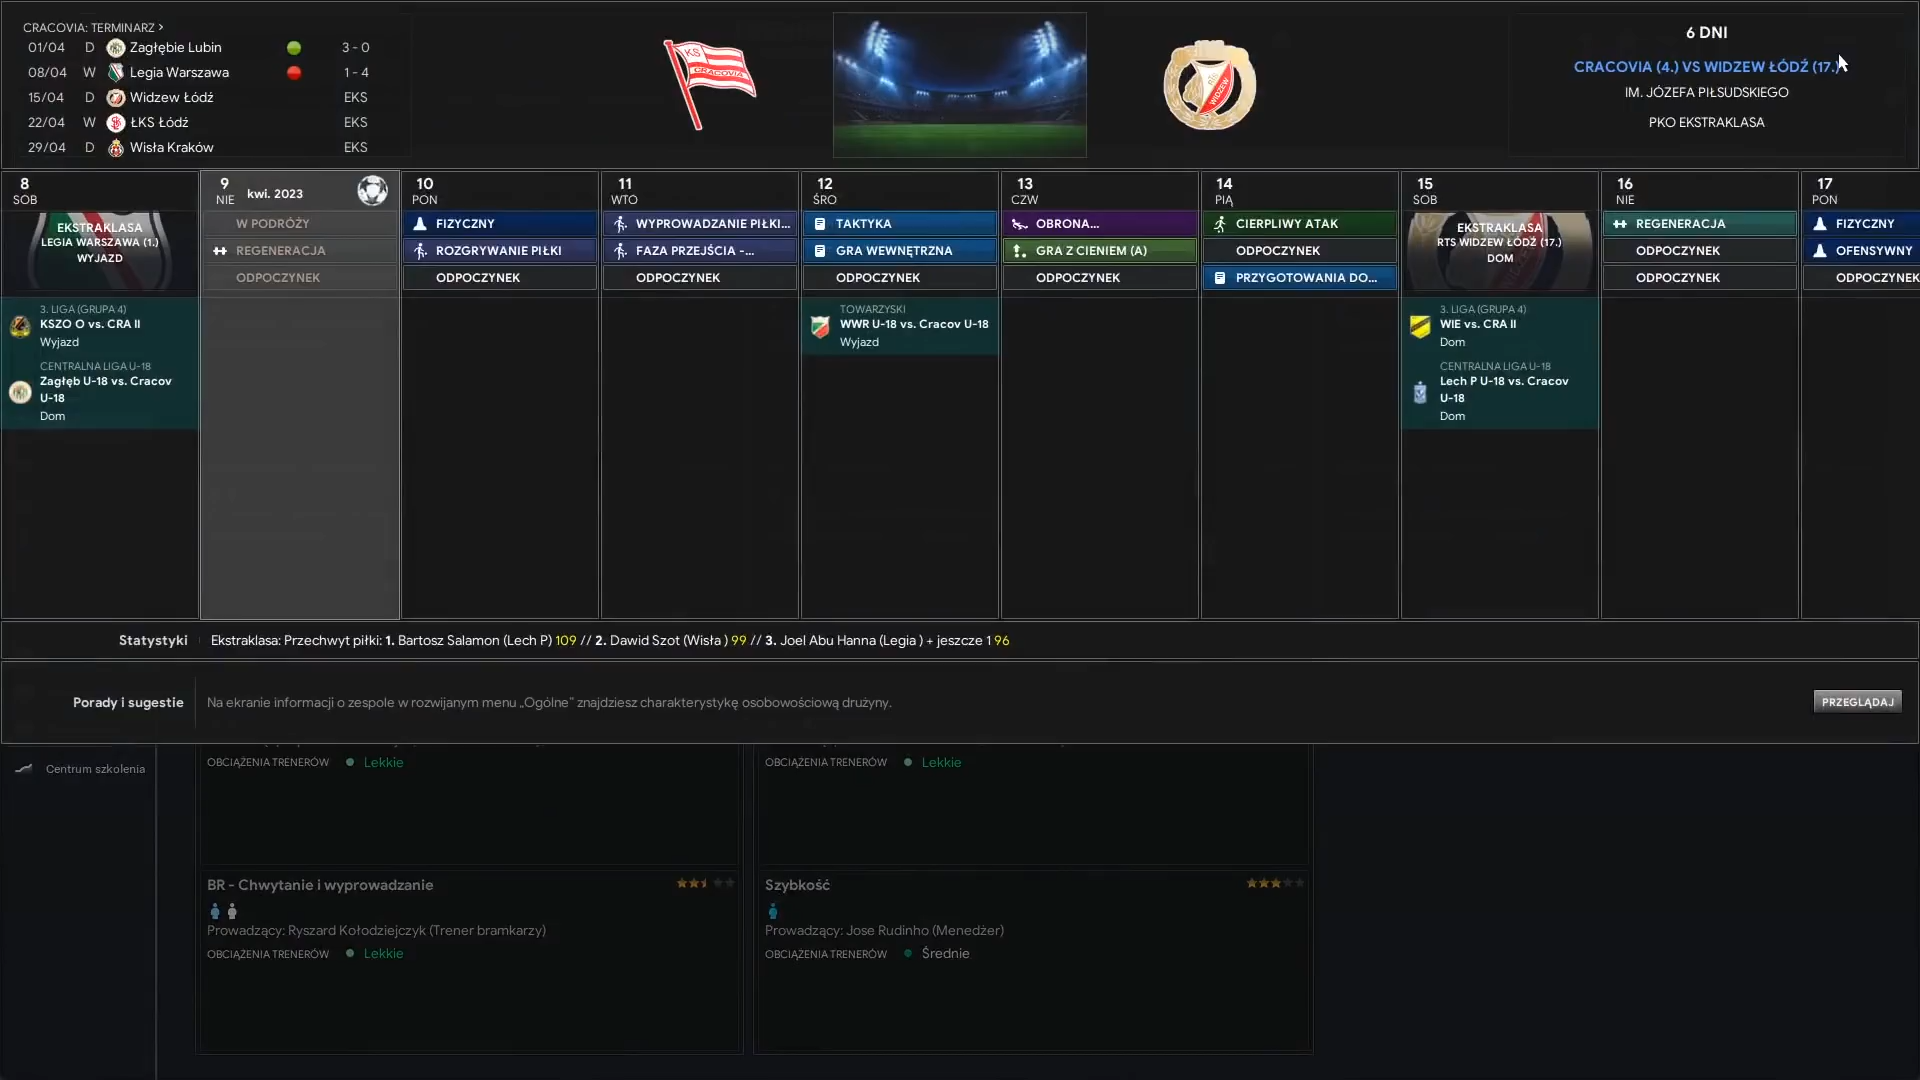 CRACOVIA: TERMINARZ >
01/04 D Zagłębie Lubin 3 - 0
08/04 W Legia Warszawa 1 - 4
15/04 D Widzew Łódź EKS
22/04 W ŁKS Łódź EKS
29/04 D Wisła Kraków EKS
KS
CRACOVIA
WIDZEW
6 DNI
CRACOVIA (4.) VS WIDZEW ŁÓDŹ (17.)
IM. JÓZEFA PIŁSUDSKIEGO
PKO EKSTRAKLASA
8
SOB
EKSTRAKLASA
LEGIA WARSZAWA (1.)
WYJAZD
3. LIGA (GRUPA 4)
KSZO O vs. CRA II
Wyjazd
CENTRALNA LIGA U-18
Zagłęb U-18 vs. Cracov
U-18
Dom
9
NIE
kwi. 2023
W PODRÓŻY
REGENERACJA
ODPOCZYNEK
10
PON
FIZYCZNY
ROZGRYWANIE PIŁKI
ODPOCZYNEK
11
WTO
WYPROWADZANIE PIŁKI...
FAZA PRZEJŚCIA -...
ODPOCZYNEK
12
ŚRO
TAKTYKA
GRA WEWNĘTRZNA
ODPOCZYNEK
TOWARZYSKI
WWR U-18 vs. Cracov U-18
Wyjazd
13
CZW
OBRONA...
GRA Z CIENIEM (A)
ODPOCZYNEK
14
PIĄ
CIERPLIWY ATAK
ODPOCZYNEK
PRZYGOTOWANIA DO...
15
SOB
EKSTRAKLASA
RTS WIDZEW ŁÓDŹ (17.)
DOM
3. LIGA (GRUPA 4)
WIE vs. CRA II
Dom
CENTRALNA LIGA U-18
Lech P U-18 vs. Cracov
U-18
Dom
16
NIE
REGENERACJA
ODPOCZYNEK
ODPOCZYNEK
17
PON
FIZYCZNY
OFENSYWNY
ODPOCZYNEK
Statystyki
Ekstraklasa: Przechwyt piłki: 1. Bartosz Salamon (Lech P) 109 // 2. Dawid Szot (Wisła ) 99 // 3. Joel Abu Hanna (Legia ) + jeszcze 1 96
Porady i sugestie
Na ekranie informacji o zespole w rozwijanym menu „Ogólne” znajdziesz charakterystykę osobowościową drużyny.
PRZEGLĄDAJ
Centrum szkolenia
OBCIĄŻENIA TRENERÓW Lekkie
OBCIĄŻENIA TRENERÓW Lekkie
BR - Chwytanie i wyprowadzanie
Prowadzący: Ryszard Kołodziejczyk (Trener bramkarzy)
OBCIĄŻENIA TRENERÓW Lekkie
Szybkość
Prowadzący: Jose Rudinho (Menedżer)
OBCIĄŻENIA TRENERÓW Średnie